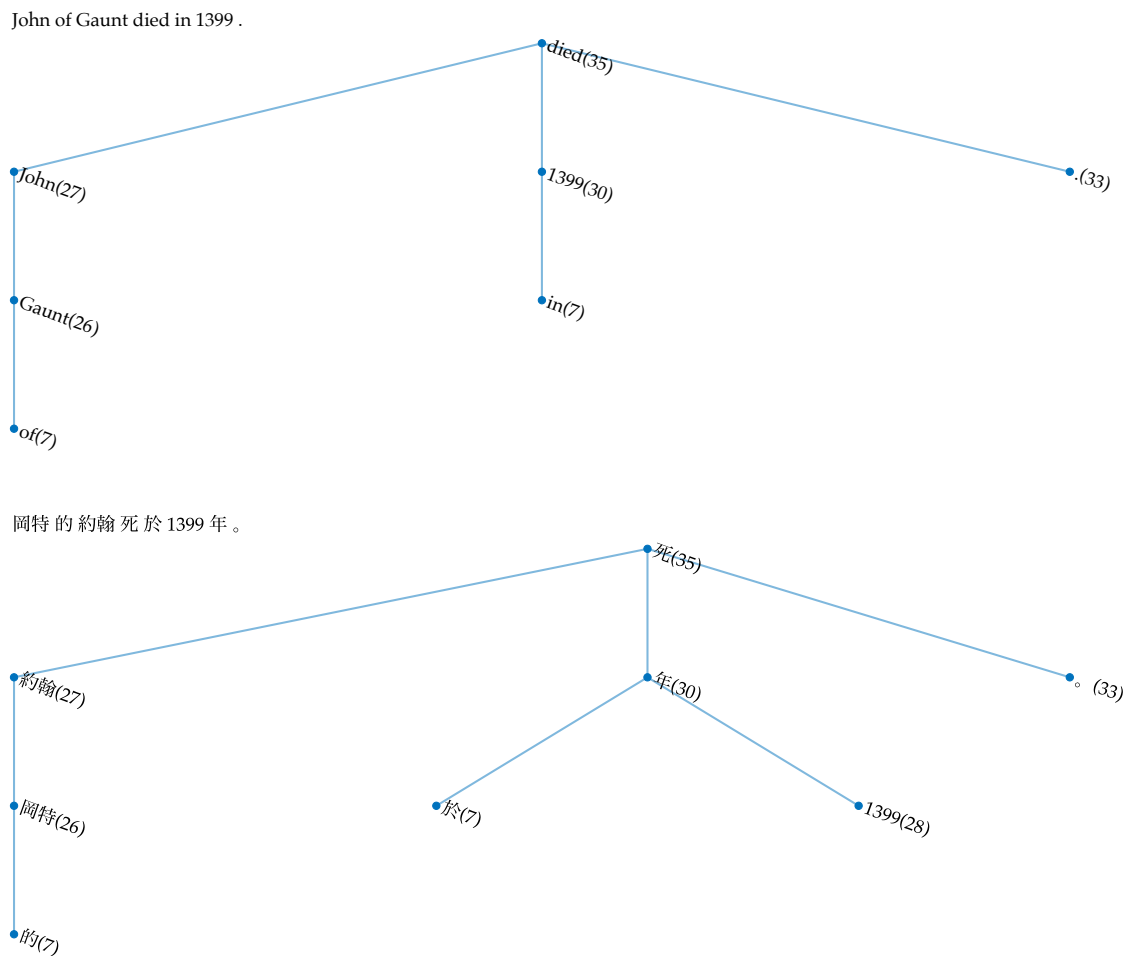 John of Gaunt died in 1399 .
died(35)
John(27)
1399(30)
.(33)
Gaunt(26)
in(7)
of(7)
岡特 的 約翰 死 於 1399 年 。
死(35)
約翰(27)
年(30)
。(33)
岡特(26)
於(7)
1399(28)
的(7)